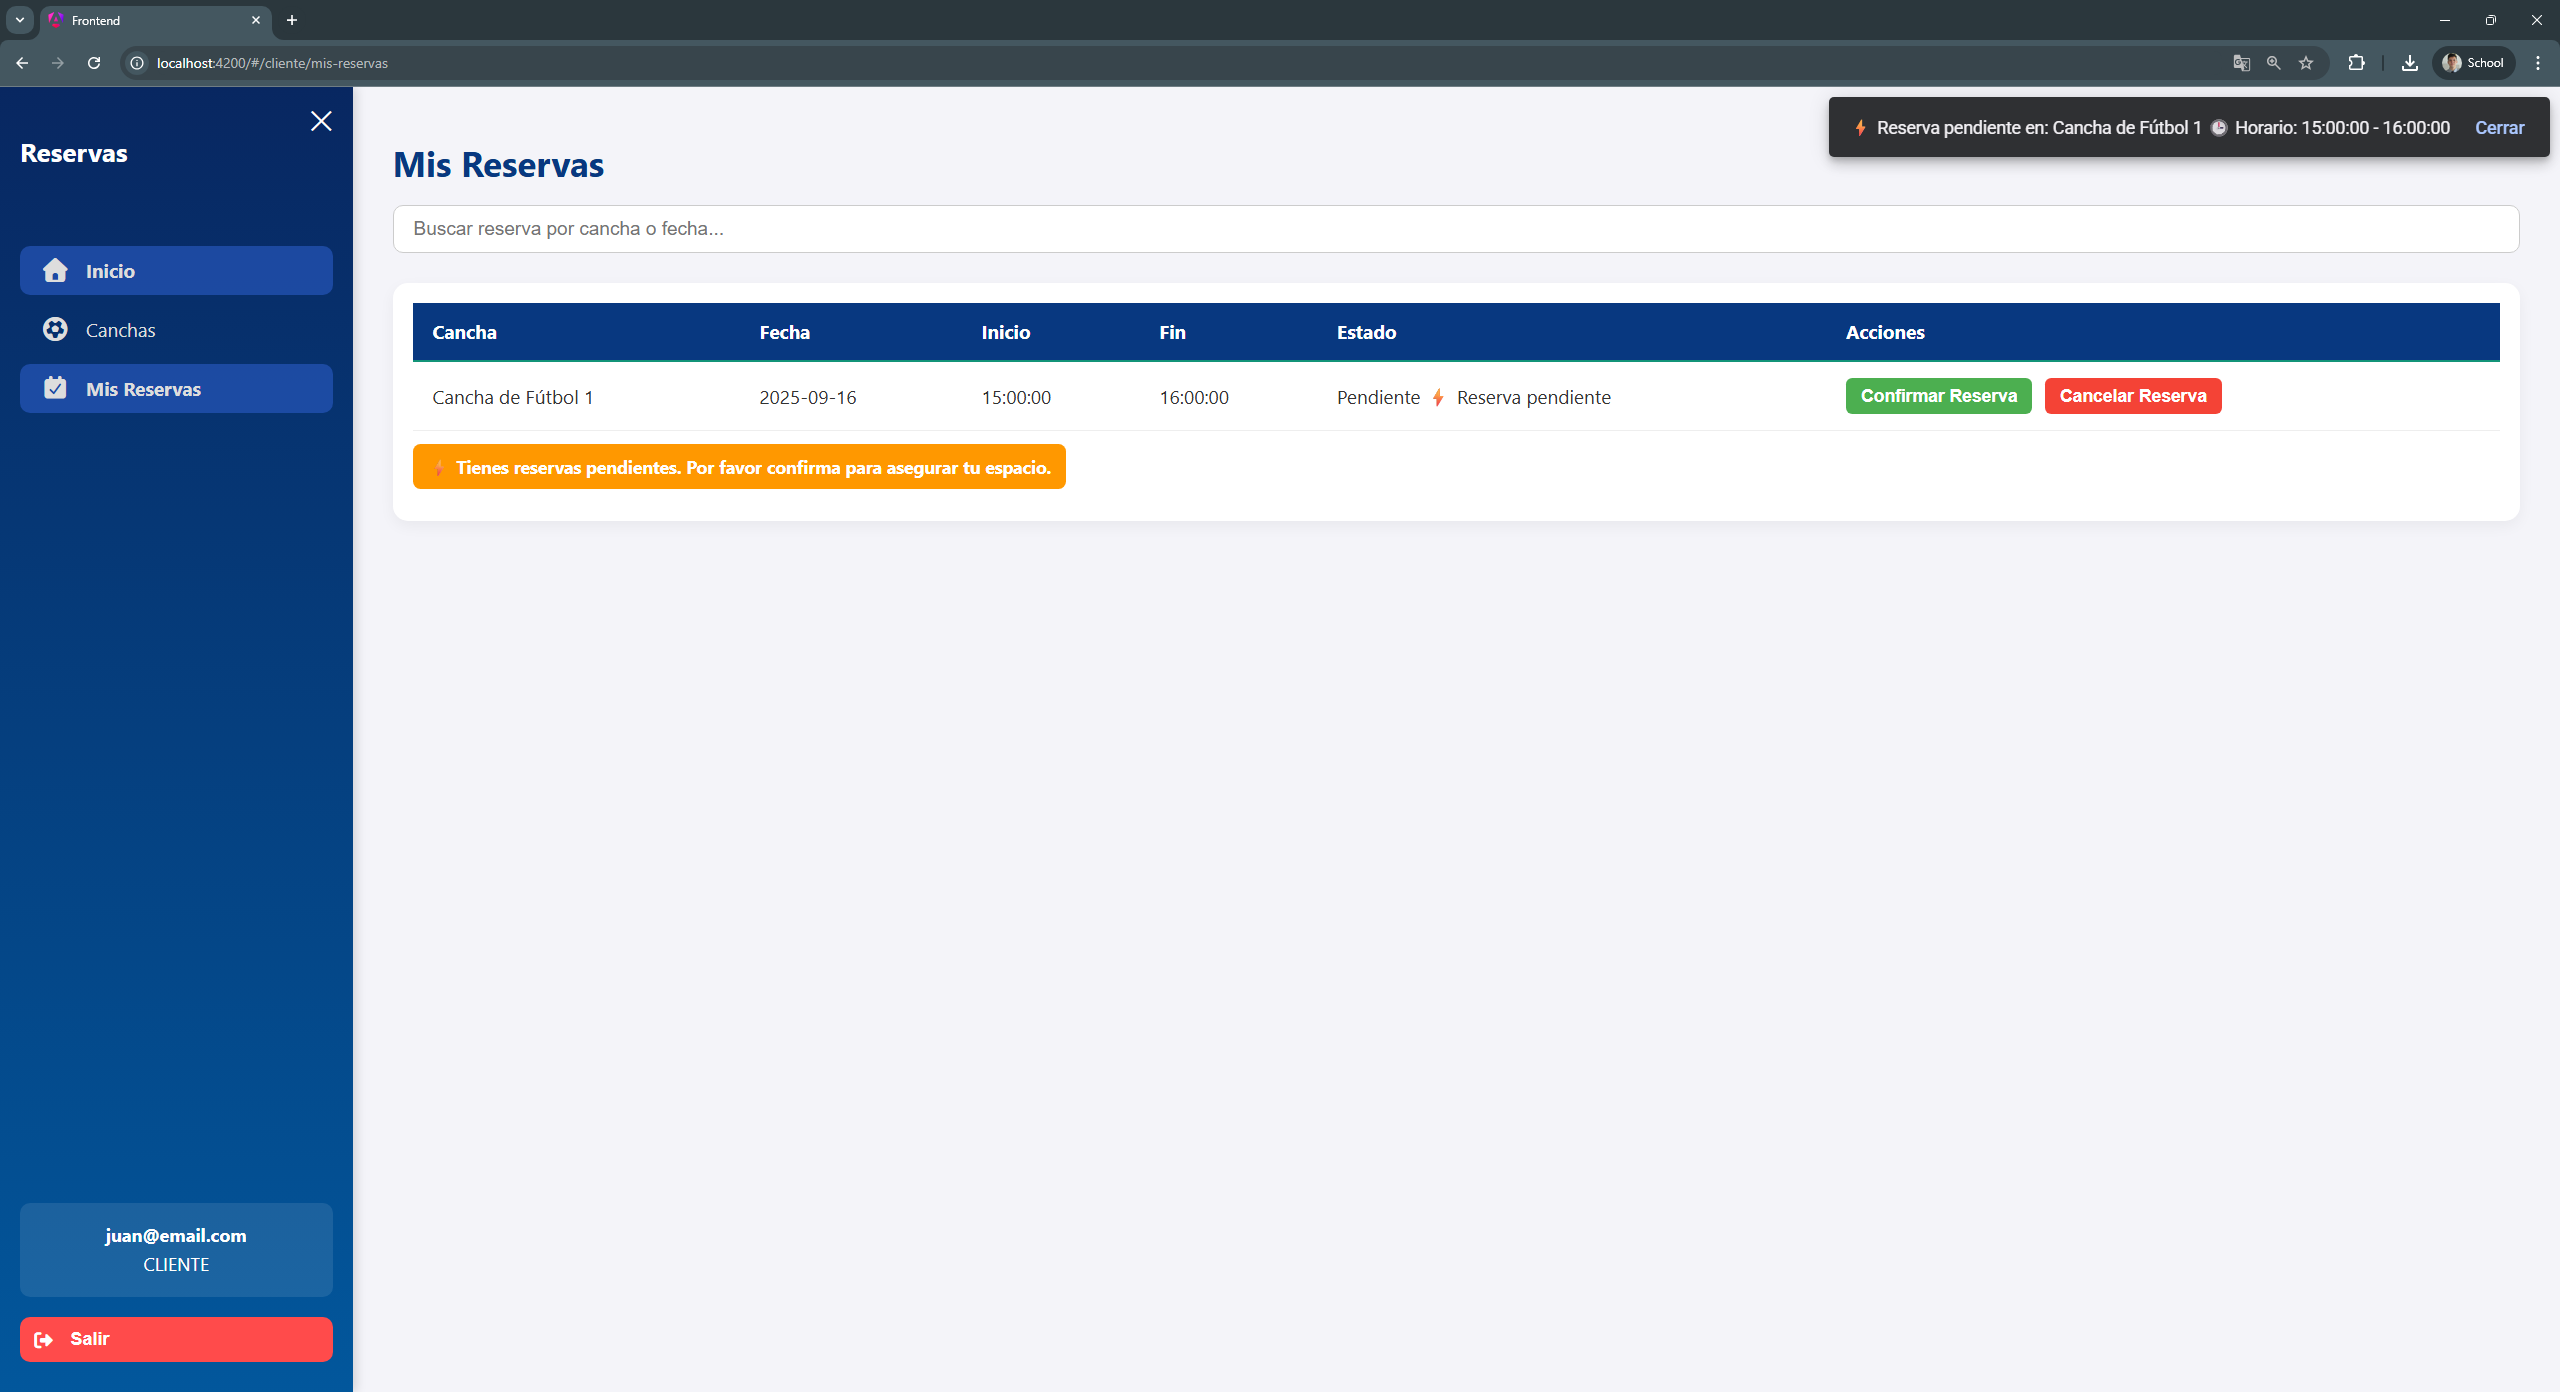 Frontend
localhost:4200/#/cliente/mis-reservas
School
Reservas
Inicio
Canchas
Mis Reservas
juan@email.com
CLIENTE
Salir
⚡ Reserva pendiente en: Cancha de Fútbol 1 🕒 Horario: 15:00:00 - 16:00:00 Cerrar
Mis Reservas
Buscar reserva por cancha o fecha...
Cancha Fecha Inicio Fin Estado Acciones
Cancha de Fútbol 1 2025-09-16 15:00:00 16:00:00 Pendiente ⚡ Reserva pendiente Confirmar Reserva Cancelar Reserva
⚡ Tienes reservas pendientes. Por favor confirma para asegurar tu espacio.